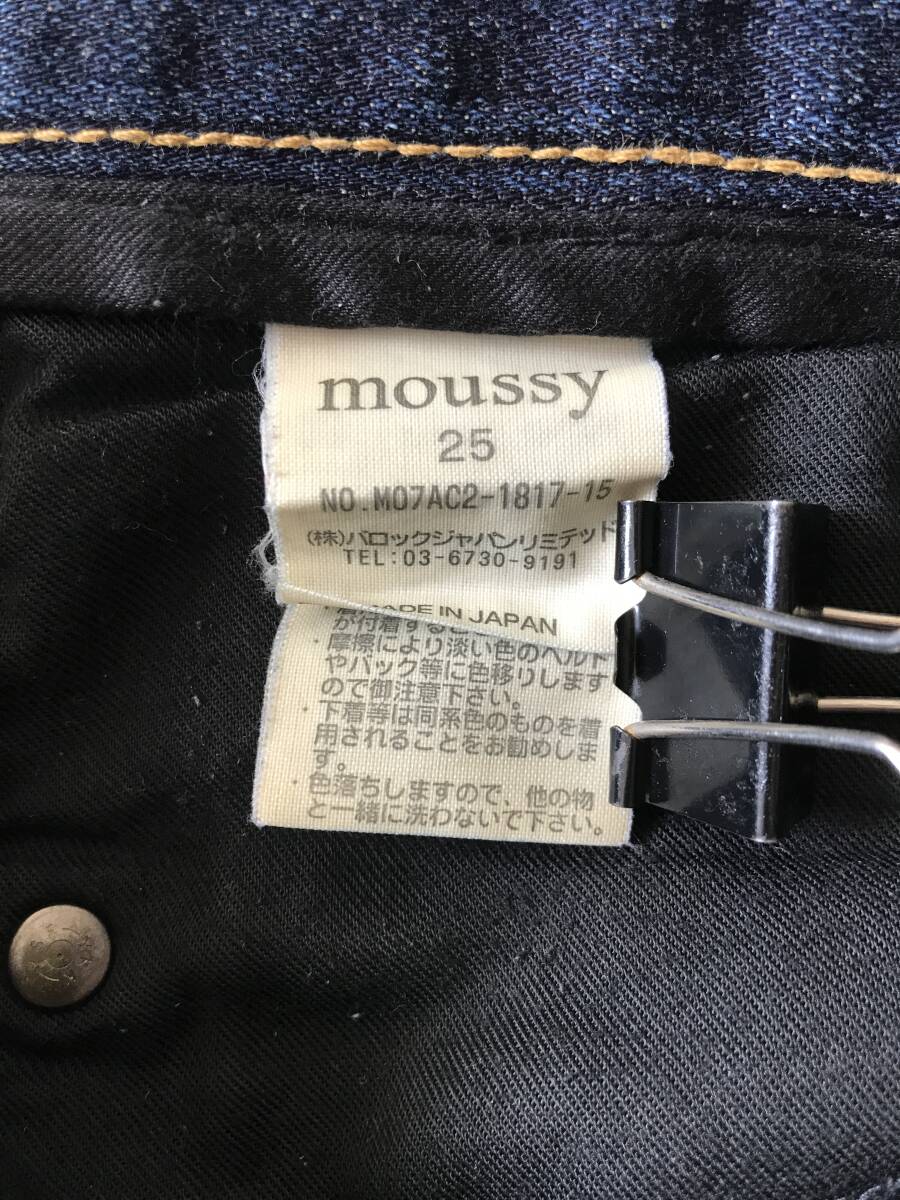 moussy
25
NO.M07AC2-1817-15
(株)バロックジャパンリミテッド
TEL:03-6730-9191
MADE IN JAPAN
が付着する
・摩擦により淡い色のベルト
やバック等に色移りします
ので御注意下さい。
・下着等は同系色のものを着
用されることをお勧めしま
す。
・色落ちしますので、他の物
と一緒に洗わないで下さい。